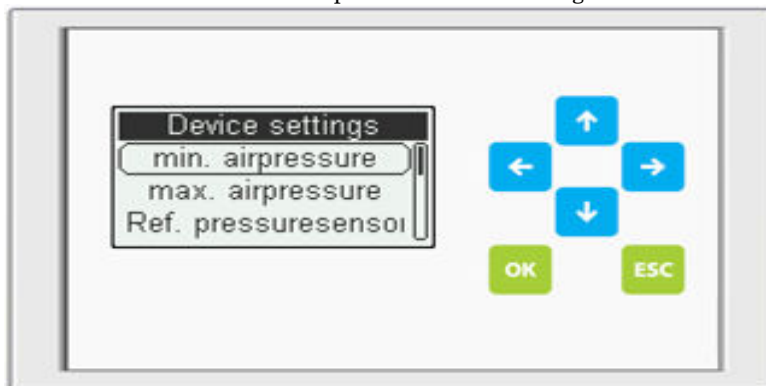 Device settings
min. airpressure
max. airpressure
Ref. pressuresensor
OK ESC